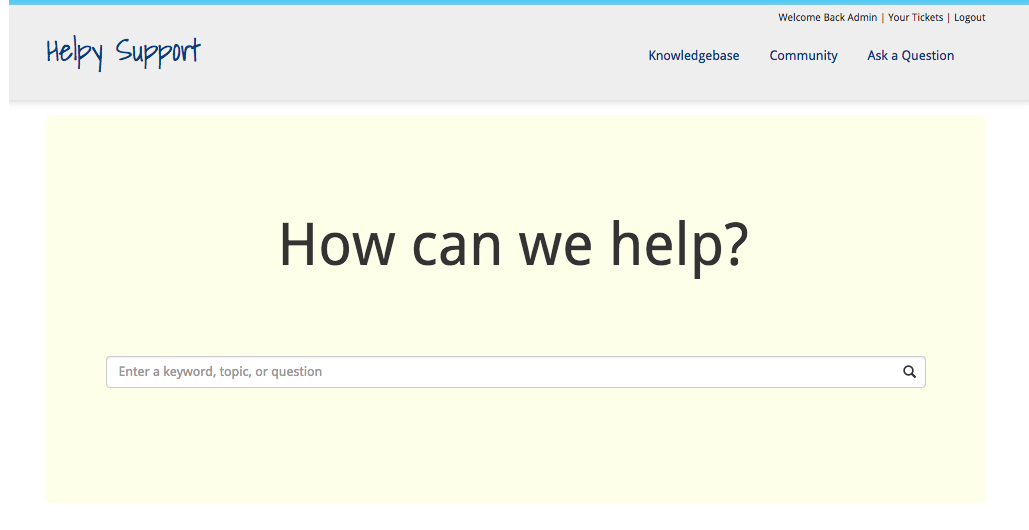 Welcome Back Admin | Your Tickets | Logout
Helpy Support
Knowledgebase Community Ask a Question
How can we help?
Enter a keyword, topic, or question